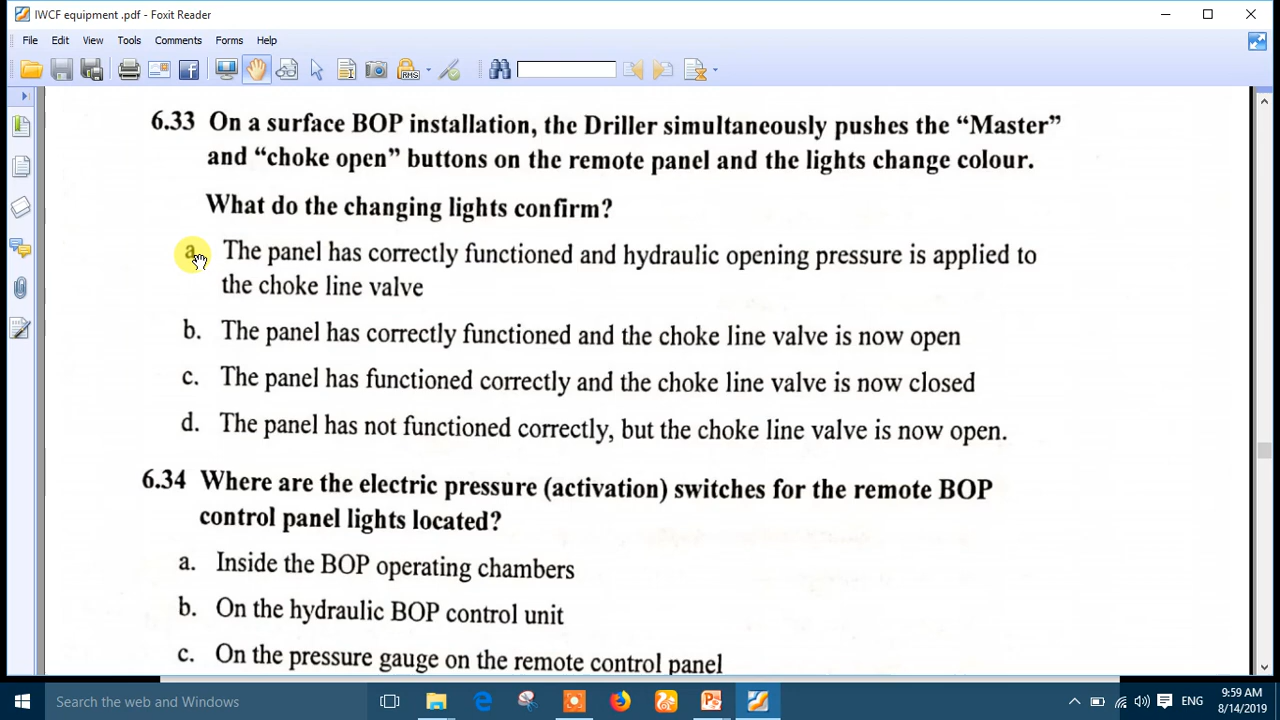 IWCF equipment .pdf - Foxit Reader
File Edit View Tools Comments Forms Help
RMS
6.33 On a surface BOP installation, the Driller simultaneously pushes the “Master”
and “choke open” buttons on the remote panel and the lights change colour.
What do the changing lights confirm?
a. The panel has correctly functioned and hydraulic opening pressure is applied to
the choke line valve
b. The panel has correctly functioned and the choke line valve is now open
c. The panel has functioned correctly and the choke line valve is now closed
d. The panel has not functioned correctly, but the choke line valve is now open.
6.34 Where are the electric pressure (activation) switches for the remote BOP
control panel lights located?
a. Inside the BOP operating chambers
b. On the hydraulic BOP control unit
c. On the pressure gauge on the remote control panel
Search the web and Windows
ENG
9:59 AM
8/14/2019